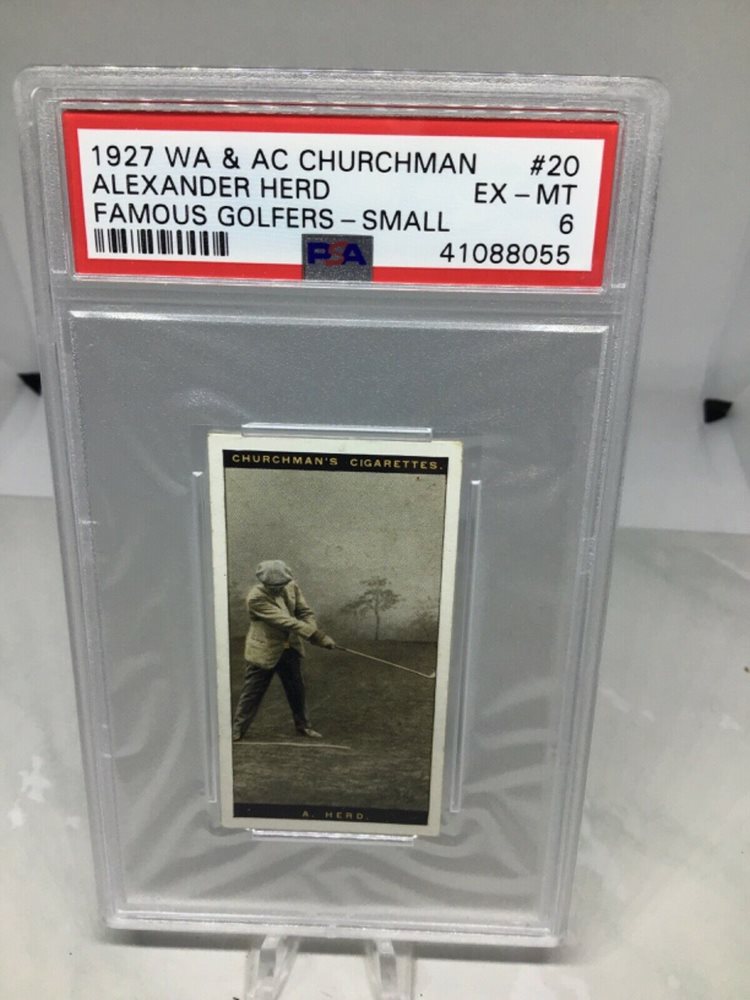 1927 WA & AC CHURCHMAN #20
ALEXANDER HERD EX - MT
FAMOUS GOLFERS - SMALL 6
PSA 41088055
CHURCHMAN'S CIGARETTES.
A. HERD.